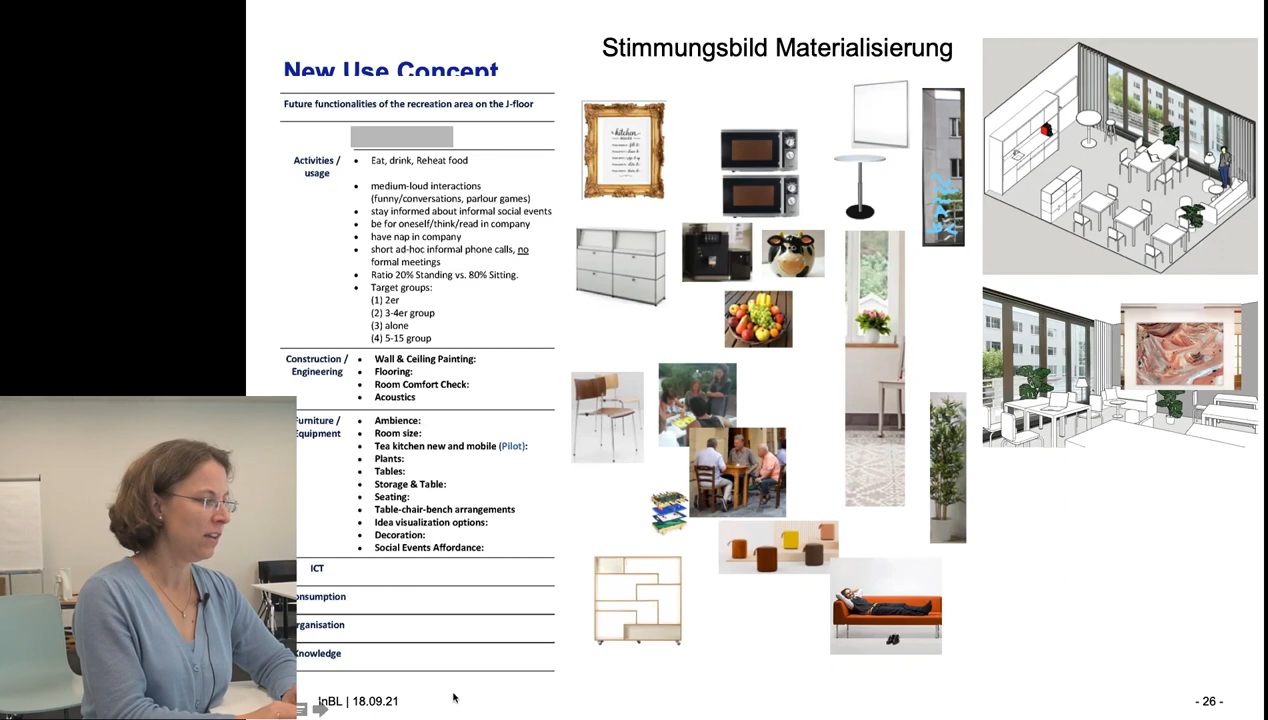 New Use Concept
Future functionalities of the recreation area on the J-floor
Activities /
usage
• Eat, drink, Reheat food
• medium-loud interactions
(funny/conversations, parlour games)
• stay informed about informal social events
• be for oneself/think/read in company
• have nap in company
• short ad-hoc informal phone calls, no
formal meetings
• Ratio 20% Standing vs. 80% Sitting.
• Target groups:
(1) 2er
(2) 3-4er group
(3) alone
(4) 5-15 group
Construction /
Engineering
• Wall & Ceiling Painting:
• Flooring:
• Room Comfort Check:
• Acoustics
Furniture /
Equipment
• Ambience:
• Room size:
• Tea kitchen new and mobile (Pilot):
• Plants:
• Tables:
• Storage & Table:
• Seating:
• Table-chair-bench arrangements
• Idea visualization options:
• Decoration:
• Social Events Affordance:
ICT
onsumption
rganisation
Knowledge
InBL | 18.09.21
Stimmungsbild Materialisierung
kitchen
- 26 -